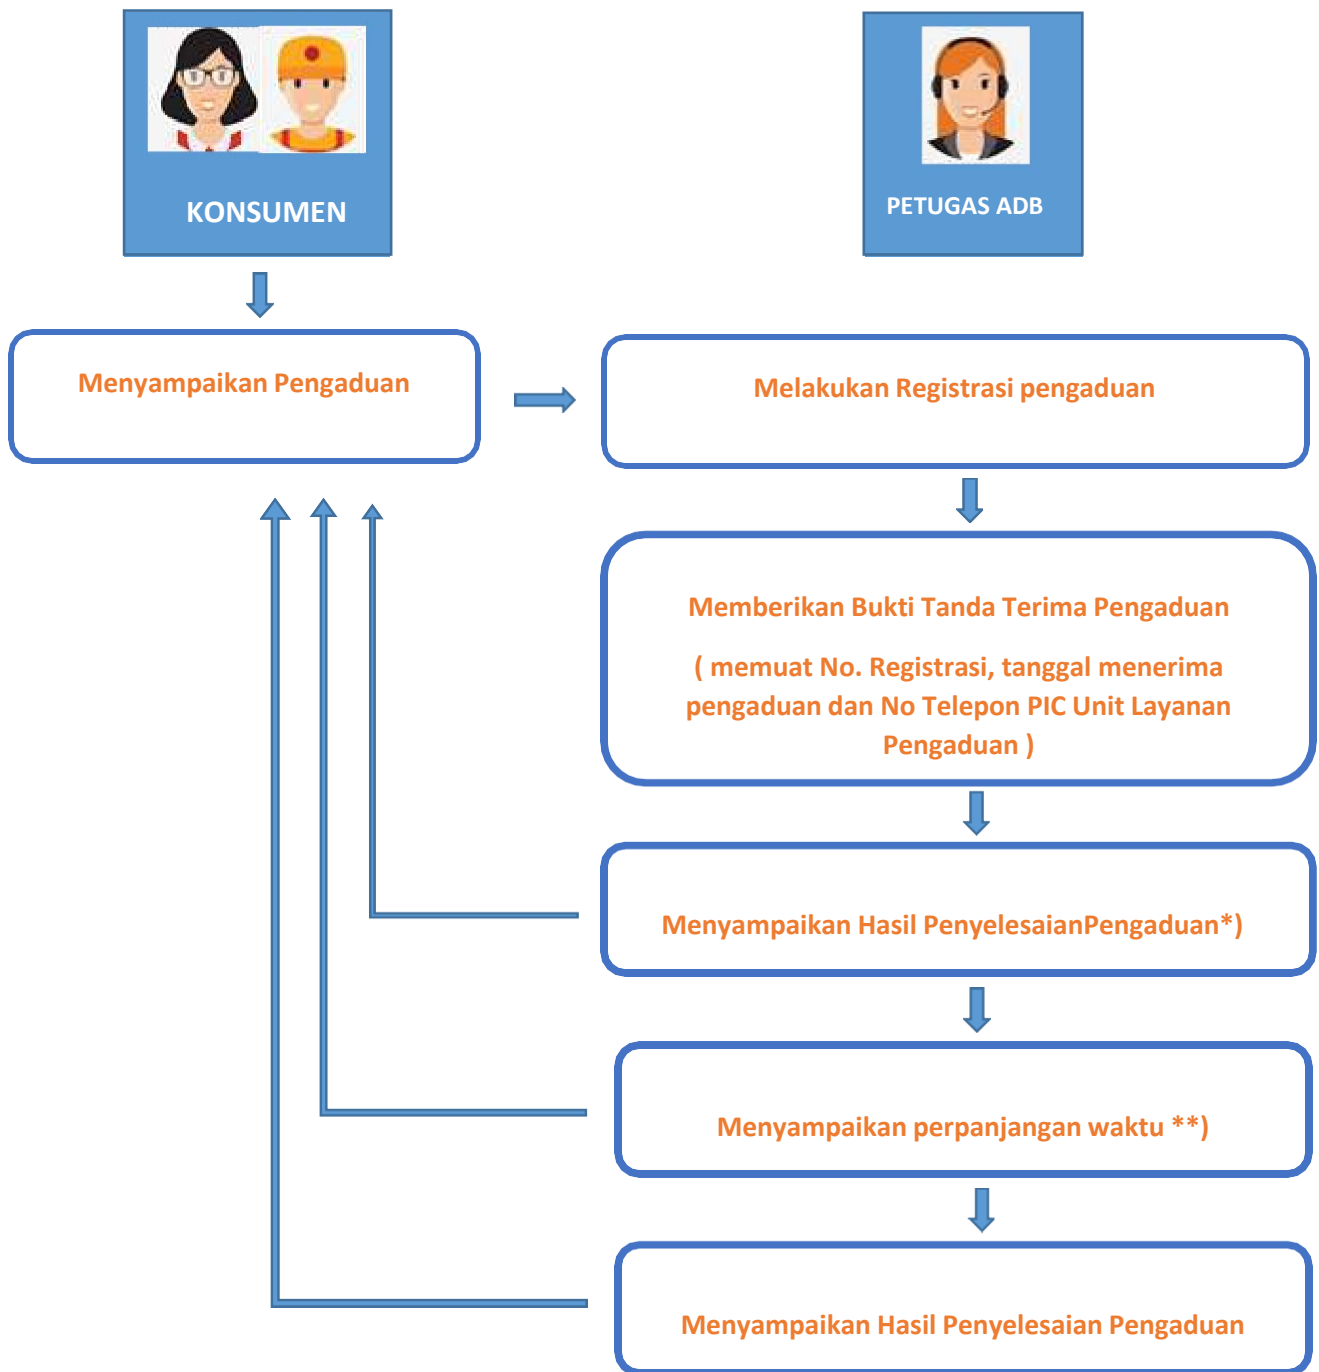 KONSUMEN
PETUGAS ADB
Menyampaikan Pengaduan
Melakukan Registrasi pengaduan
Memberikan Bukti Tanda Terima Pengaduan
( memuat No. Registrasi, tanggal menerima
pengaduan dan No Telepon PIC Unit Layanan
Pengaduan )
Menyampaikan Hasil PenyelesaianPengaduan*)
Menyampaikan perpanjangan waktu **)
Menyampaikan Hasil Penyelesaian Pengaduan